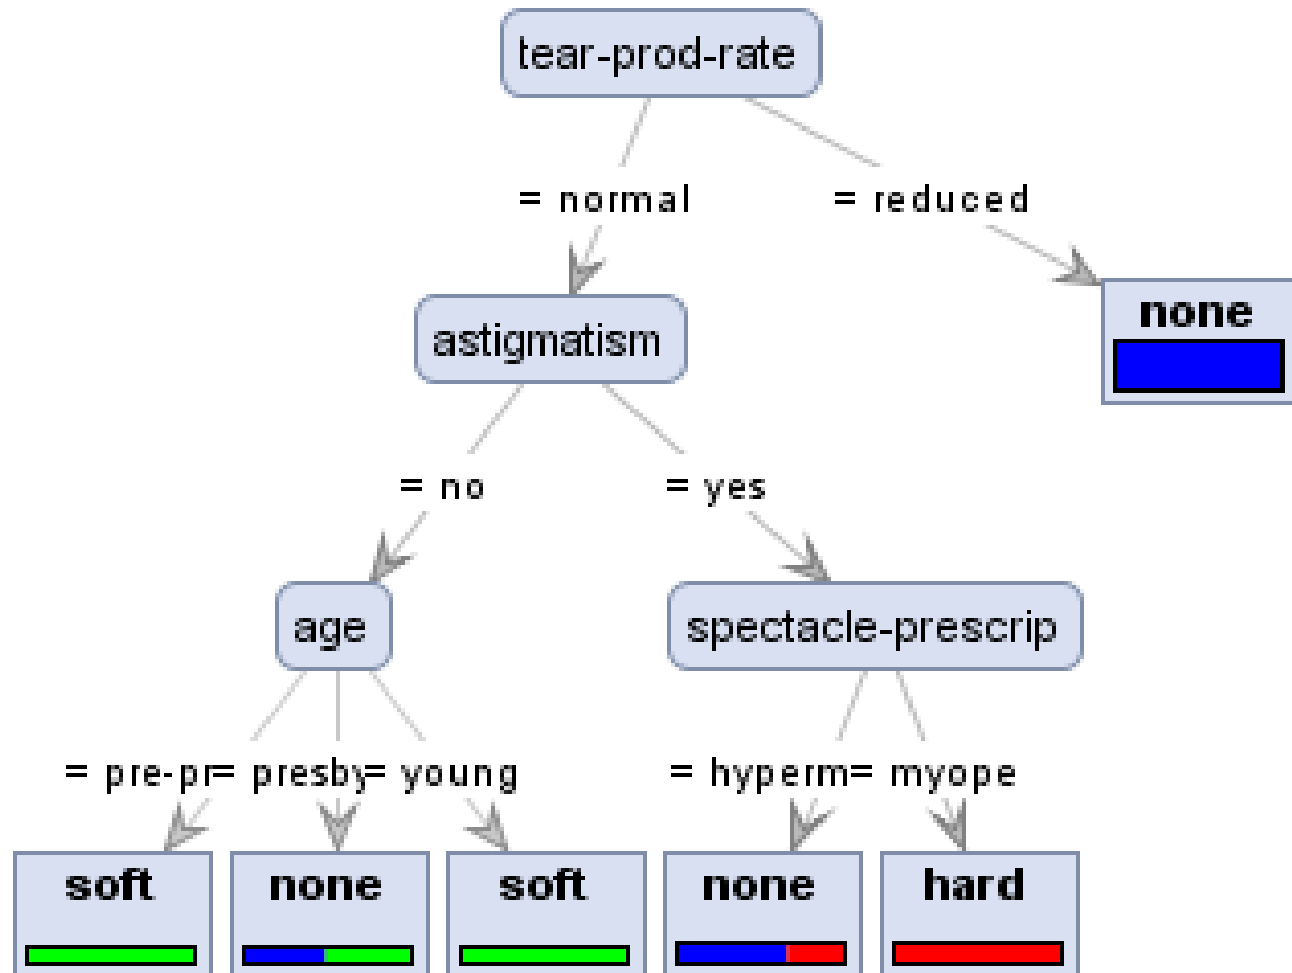 tear-prod-rate
= normal
= reduced
none
astigmatism
= no
= yes
age
spectacle-prescrip
= pre-pr= presby= young
= hyperm= myope
soft
none
soft
none
hard